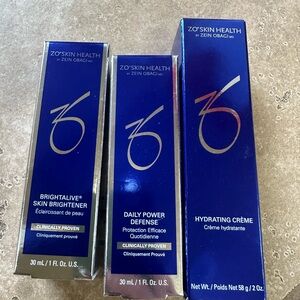 ZO® SKIN HEALTH
BY ZEIN OBAGI MD
BRIGHTALIVE®
SKIN BRIGHTENER
Éclaircissant de peau
CLINICALLY PROVEN
Cliniquement Prouvé
30 mL / 1 Fl. Oz. U.S.
ZO® SKIN HEALTH
BY ZEIN OBAGI MD
DAILY POWER
DEFENSE
Protection Efficace
Quotidienne
CLINICALLY PROVEN
Cliniquement Prouvé
30 mL / 1 Fl. Oz. U.S.
ZO® SKIN HEALTH
BY ZEIN OBAGI MD
HYDRATING CRÈME
Crème hydratante
Net Wt. / Poids Net 58 g / 2 Oz.